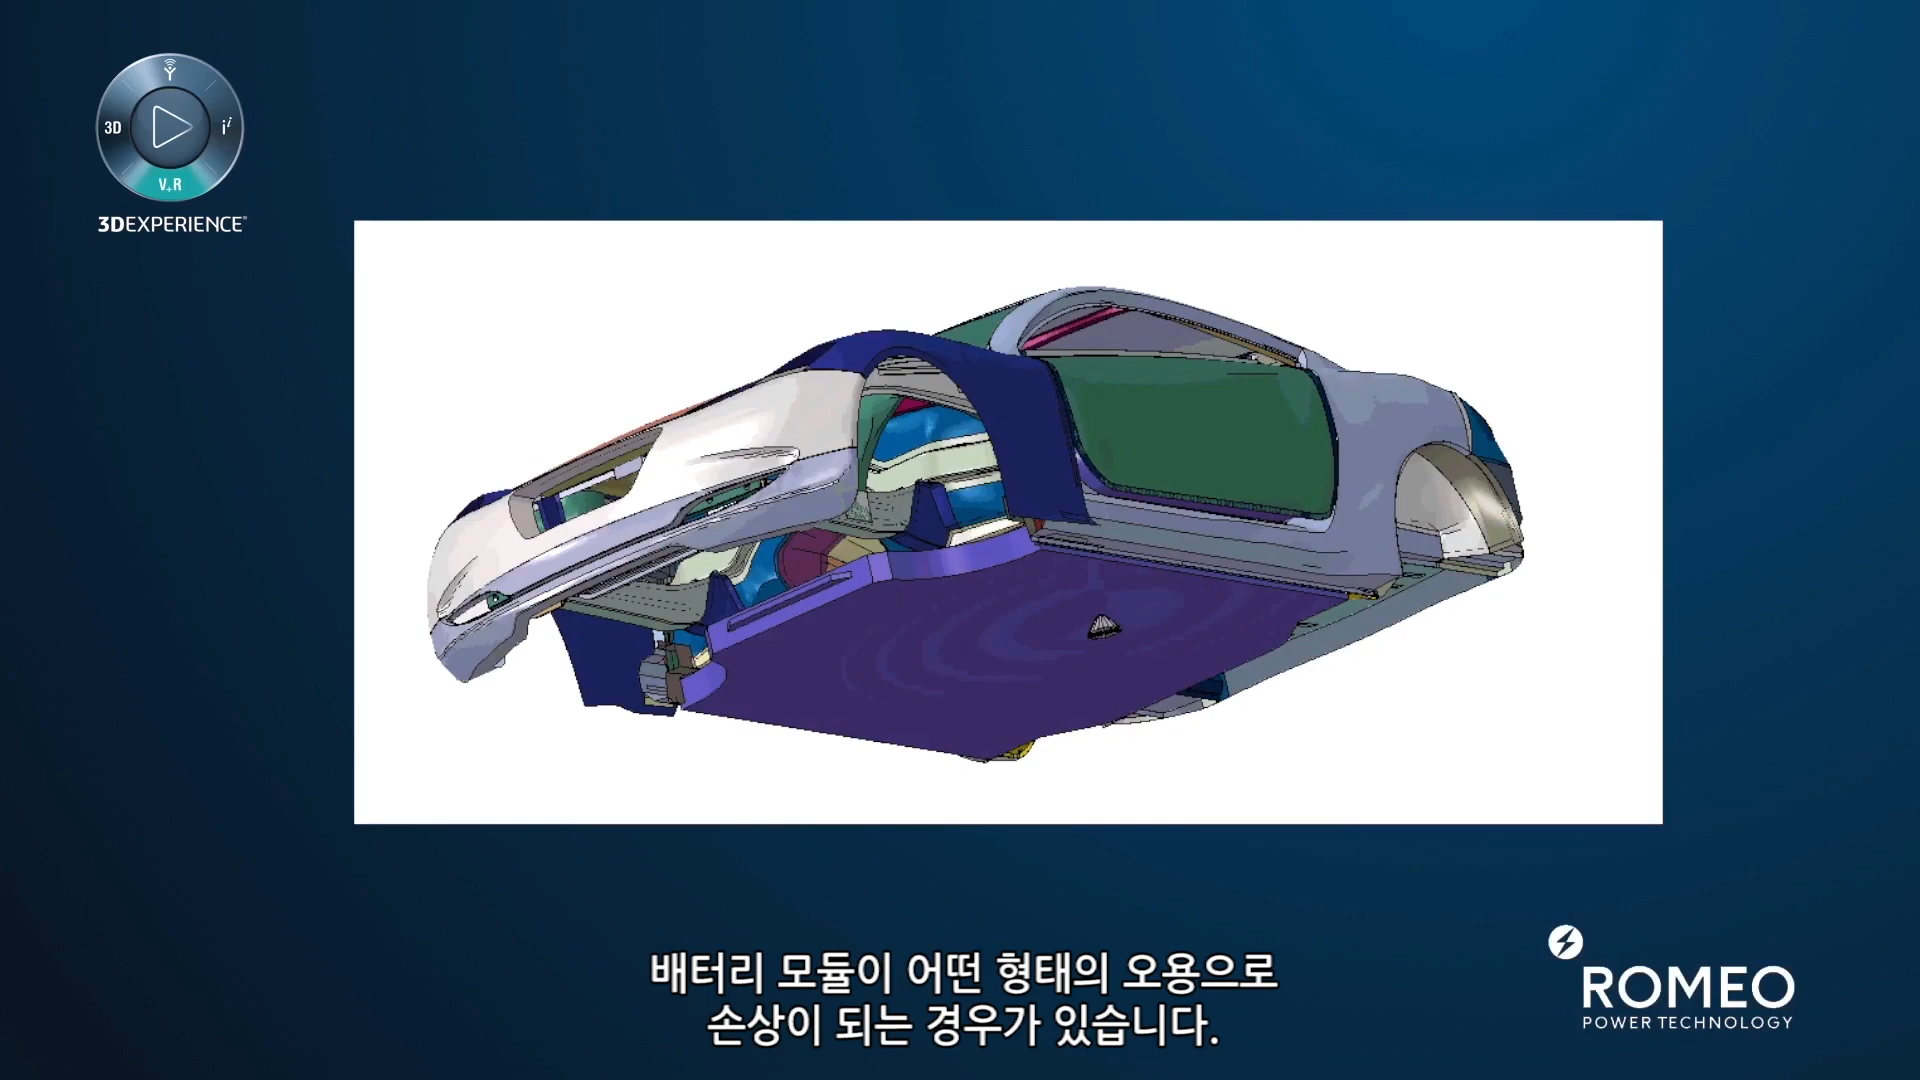 3D
i i
V+R
3DEXPERIENCE®
배터리 모듈이 어떤 형태의 오용으로
손상이 되는 경우가 있습니다.
ROMEO
POWER TECHNOLOGY